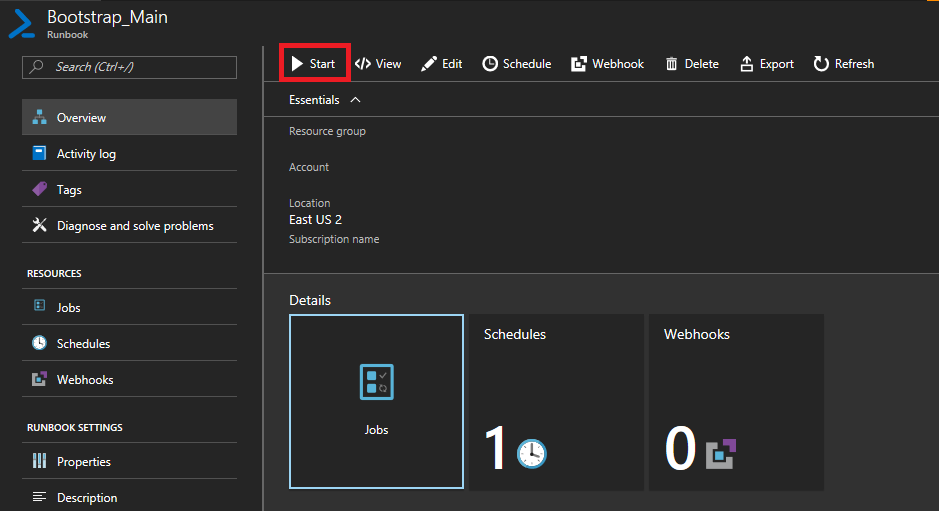 Bootstrap_Main
Runbook
Search (Ctrl+/)
Overview
Activity log
Tags
Diagnose and solve problems
RESOURCES
Jobs
Schedules
Webhooks
RUNBOOK SETTINGS
Properties
Description
Start View Edit Schedule Webhook Delete Export Refresh
Essentials
Resource group
Account
Location
East US 2
Subscription name
Details
Jobs
Schedules
1
Webhooks
0